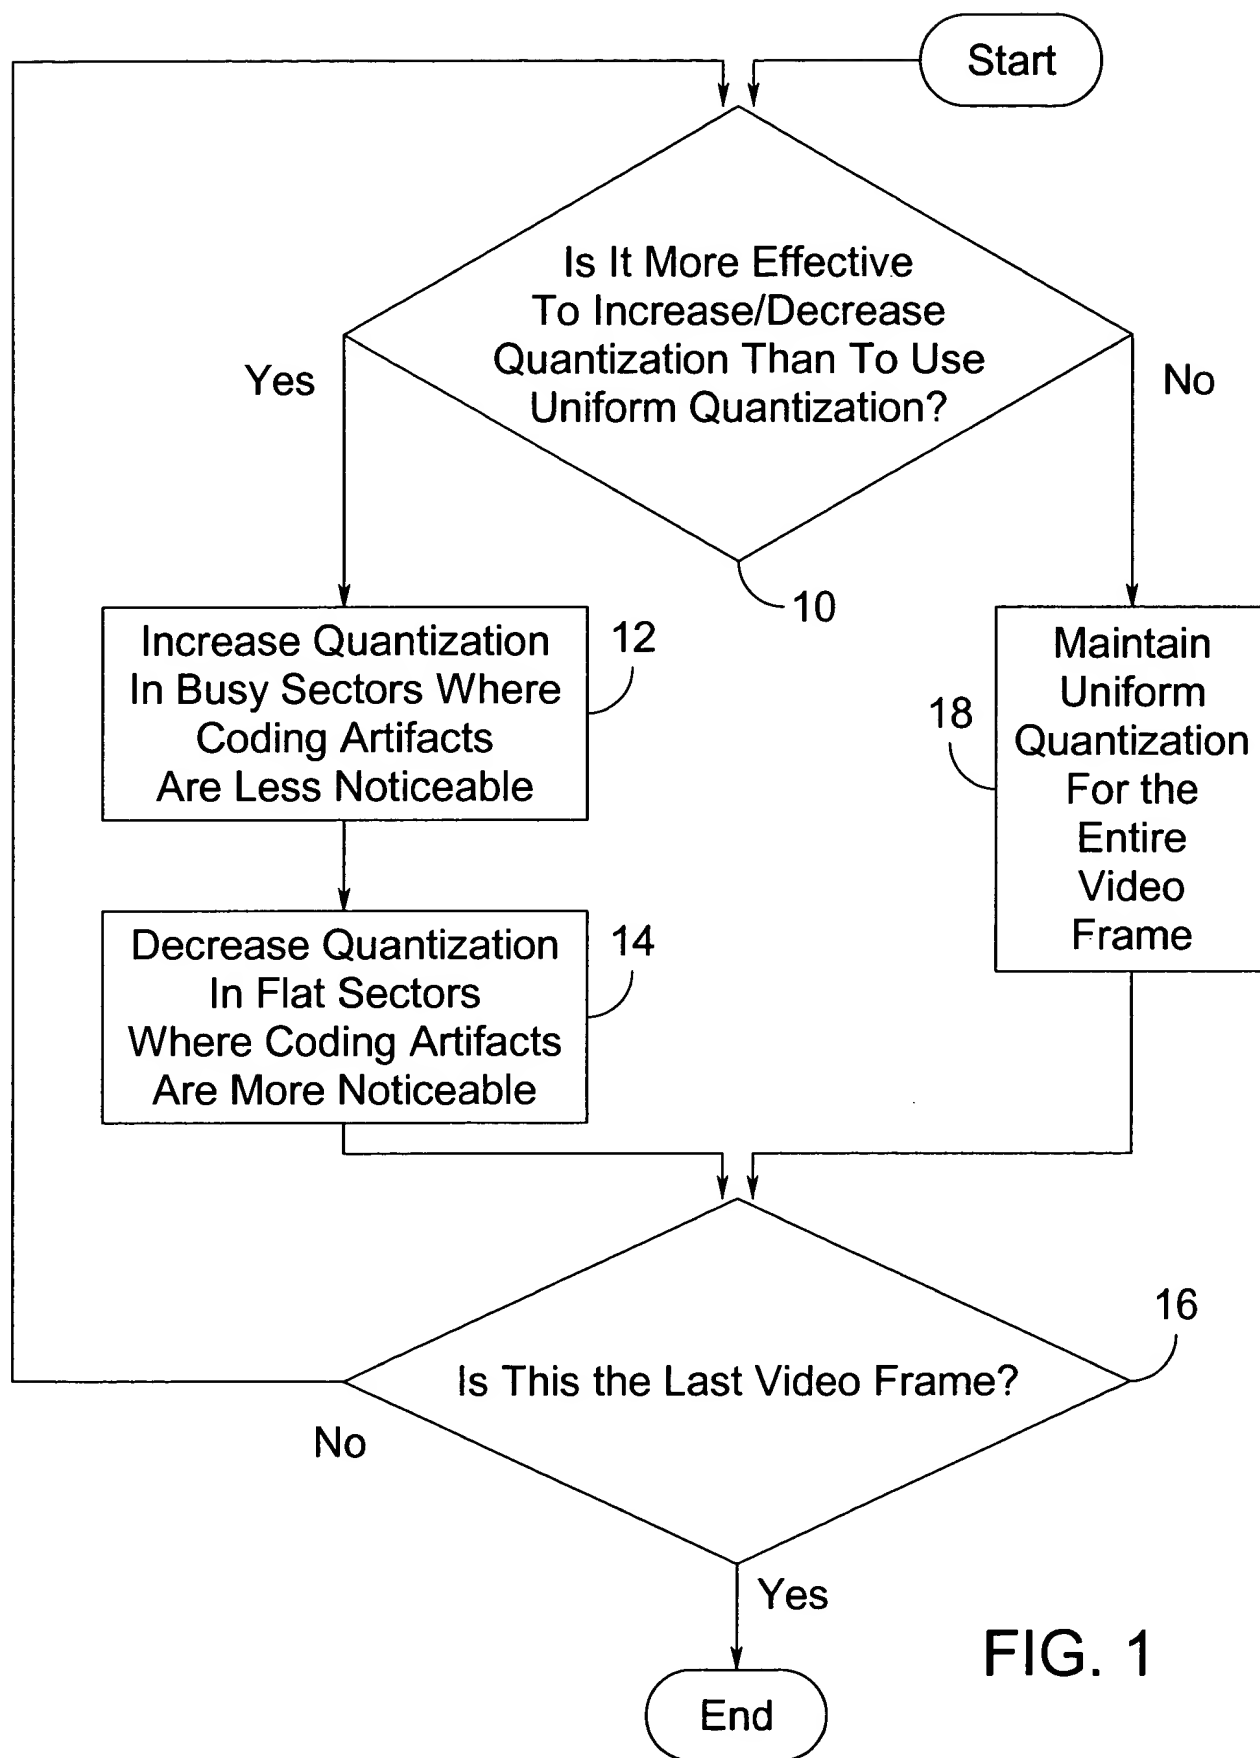 Start
Is It More Effective
To Increase/Decrease
Quantization Than To Use
Uniform Quantization?
Yes
No
10
Increase Quantization
In Busy Sectors Where
Coding Artifacts
Are Less Noticeable
12
Maintain
Uniform
Quantization
For the
Entire
Video
Frame
18
Decrease Quantization
In Flat Sectors
Where Coding Artifacts
Are More Noticeable
14
16
Is This the Last Video Frame?
No
Yes
End
FIG. 1